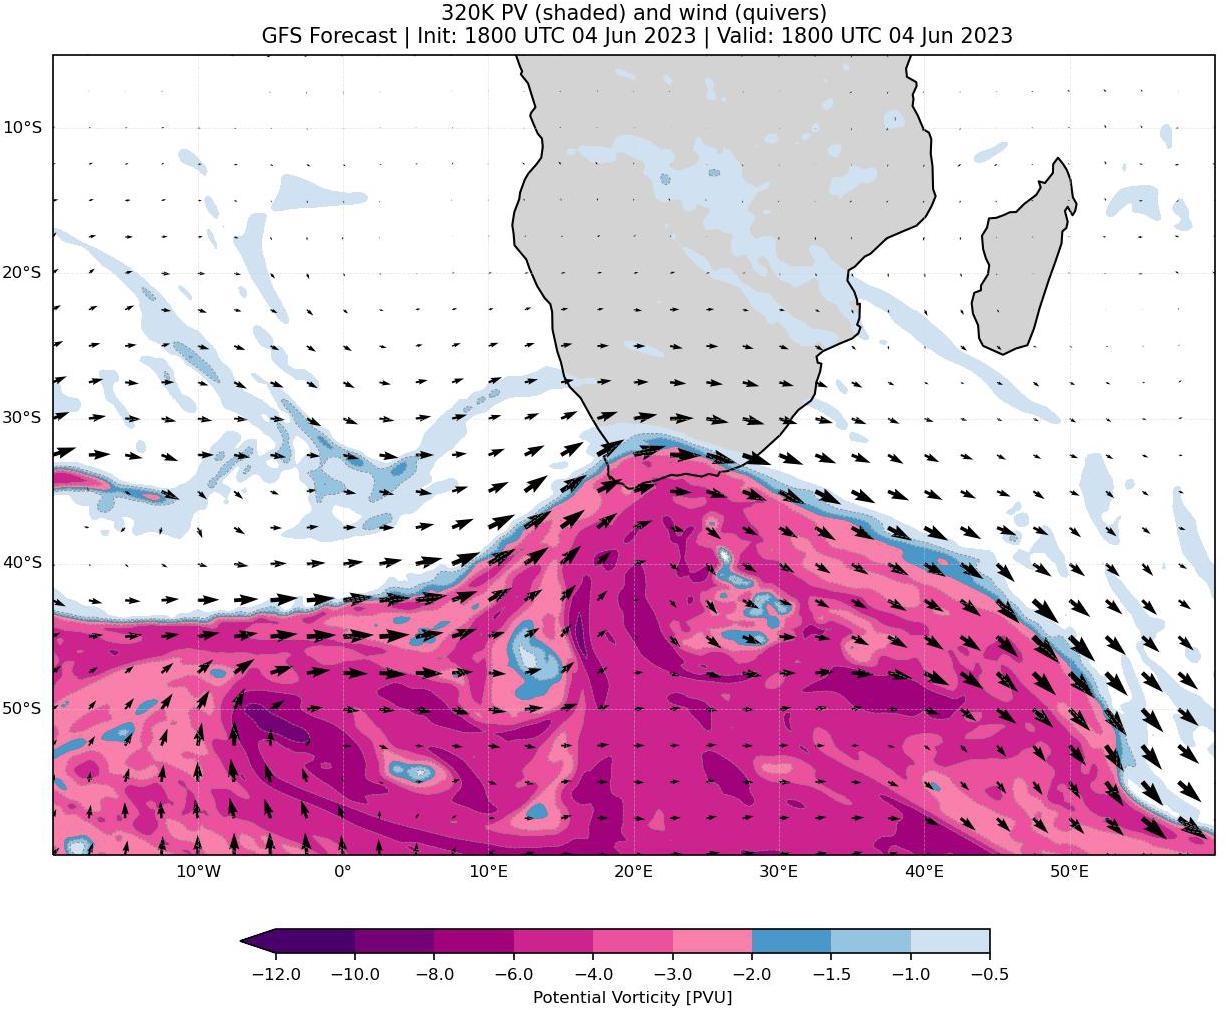 320K PV (shaded) and wind (quivers)
GFS Forecast | Init: 1800 UTC 04 Jun 2023 | Valid: 1800 UTC 04 Jun 2023
10°S
20°S
30°S
40°S
50°S
10°W 0° 10°E 20°E 30°E 40°E 50°E
−12.0 −10.0 −8.0 −6.0 −4.0 −3.0 −2.0 −1.5 −1.0 −0.5
Potential Vorticity [PVU]